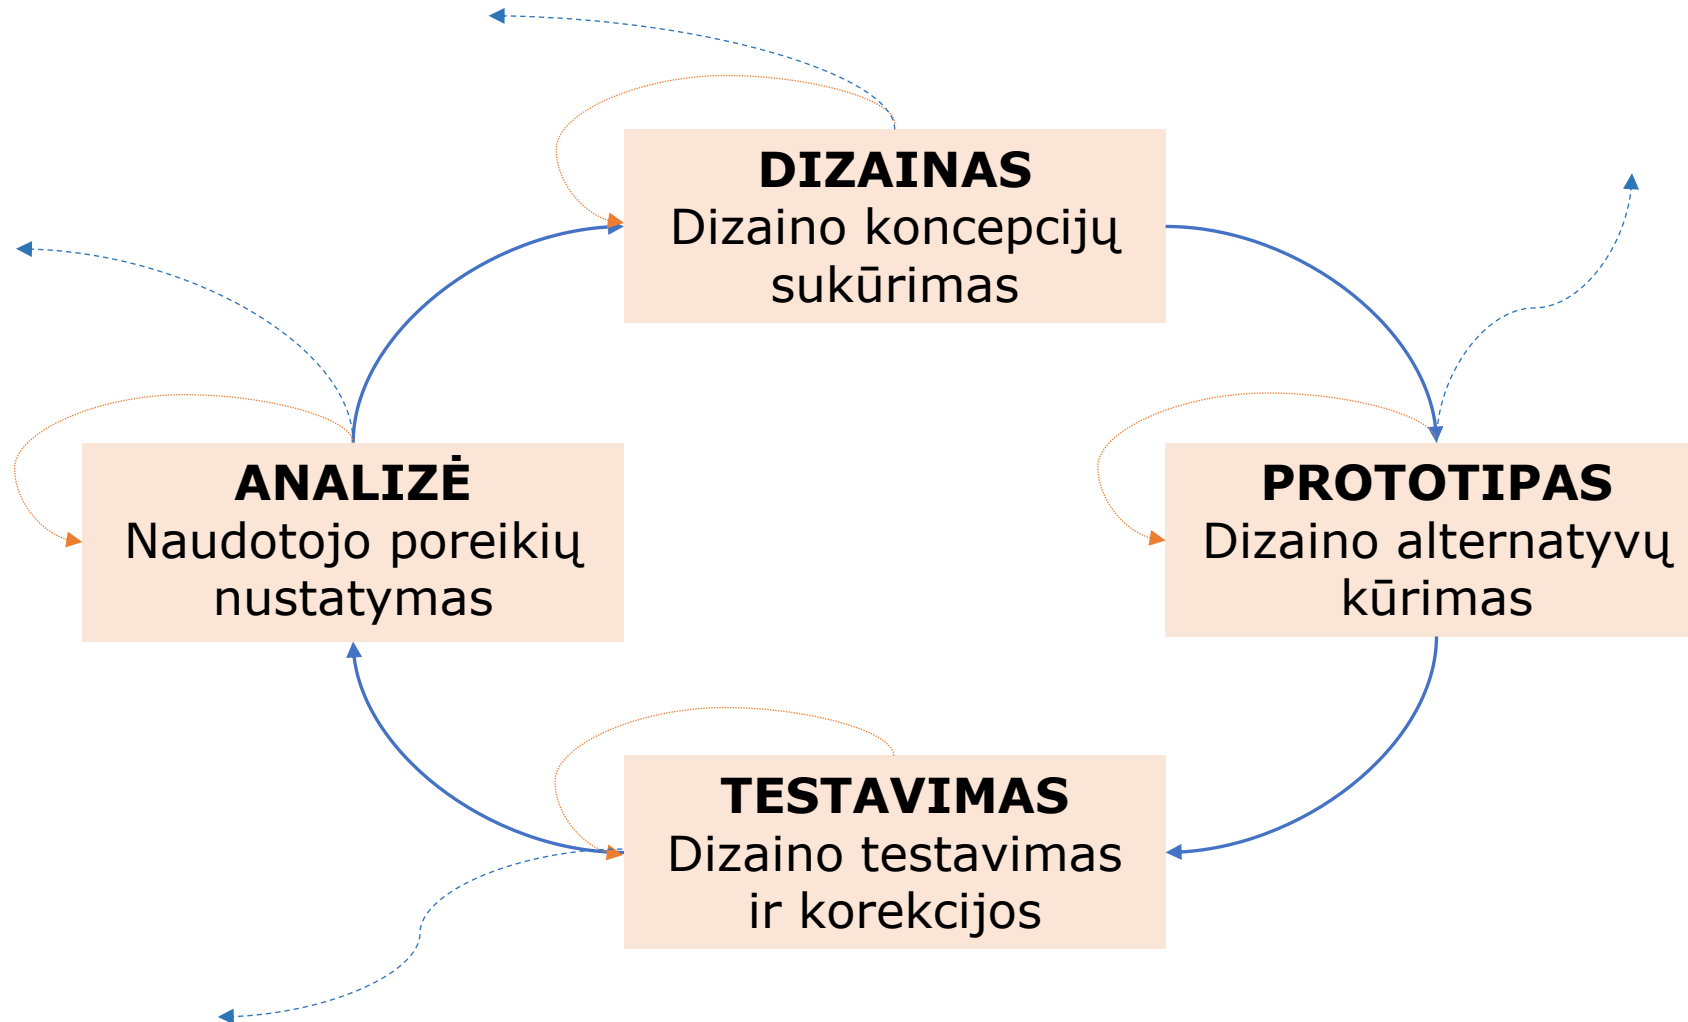 DIZAINAS
Dizaino koncepcijų
sukūrimas
ANALIZĖ
Naudotojo poreikių
nustatymas
PROTOTIPAS
Dizaino alternatyvų
kūrimas
TESTAVIMAS
Dizaino testavimas
ir korekcijos